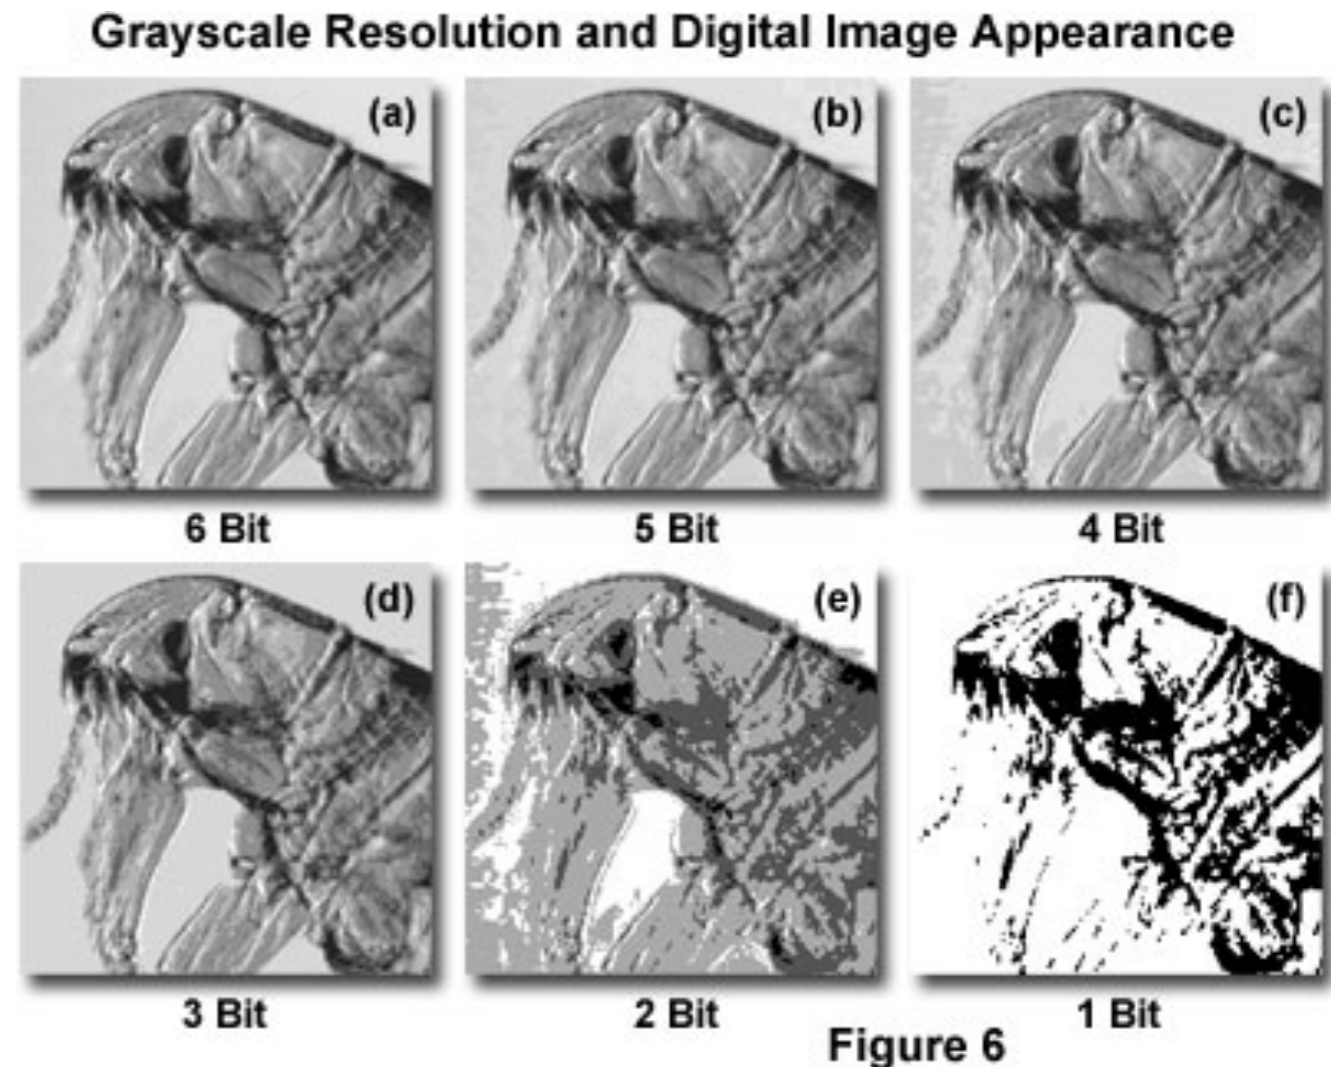 Grayscale Resolution and Digital Image Appearance
(a) (b) (c)
6 Bit 5 Bit 4 Bit
(d) (e) (f)
3 Bit 2 Bit 1 Bit
Figure 6